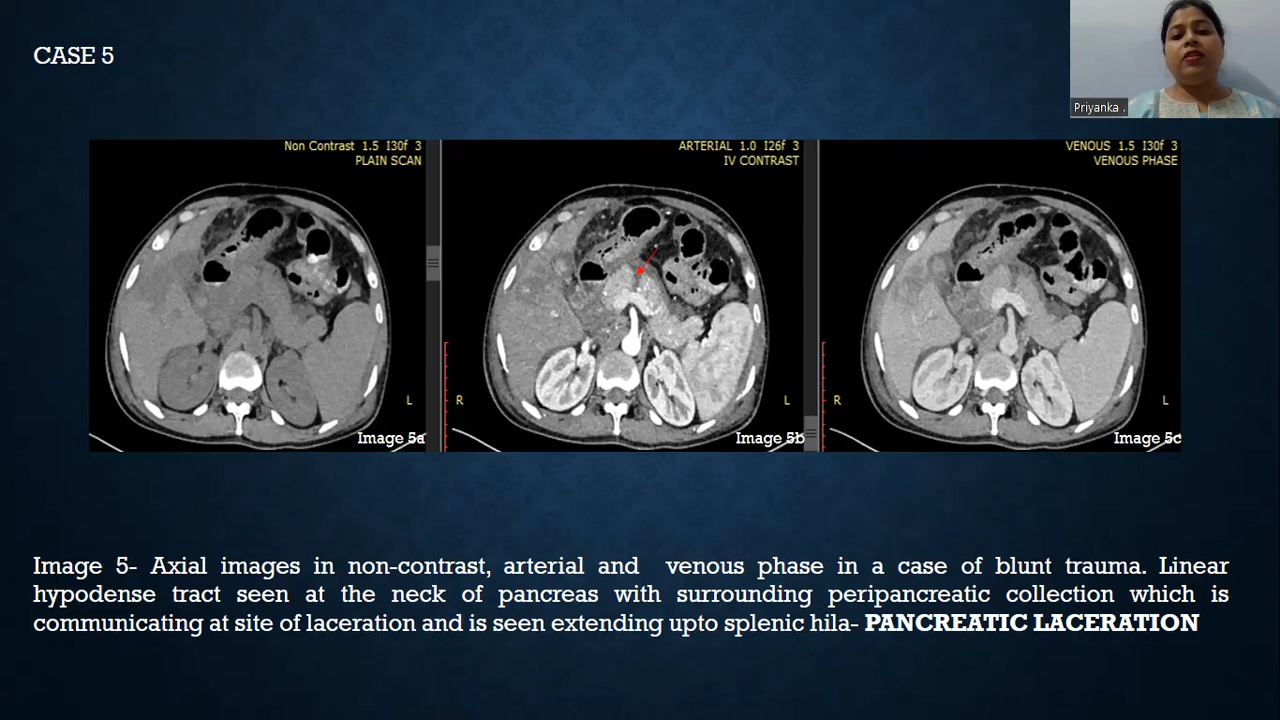 CASE 5
Priyanka .
Non Contrast 1.5 I30f 3
PLAIN SCAN
L
Image 5a
ARTERIAL 1.0 I26f 3
IV CONTRAST
R
L
Image 5b
VENOUS 1.5 I30f 3
VENOUS PHASE
R
L
Image 5c
Image 5- Axial images in non-contrast, arterial and venous phase in a case of blunt trauma. Linear
hypodense tract seen at the neck of pancreas with surrounding peripancreatic collection which is
communicating at site of laceration and is seen extending upto splenic hila- PANCREATIC LACERATION